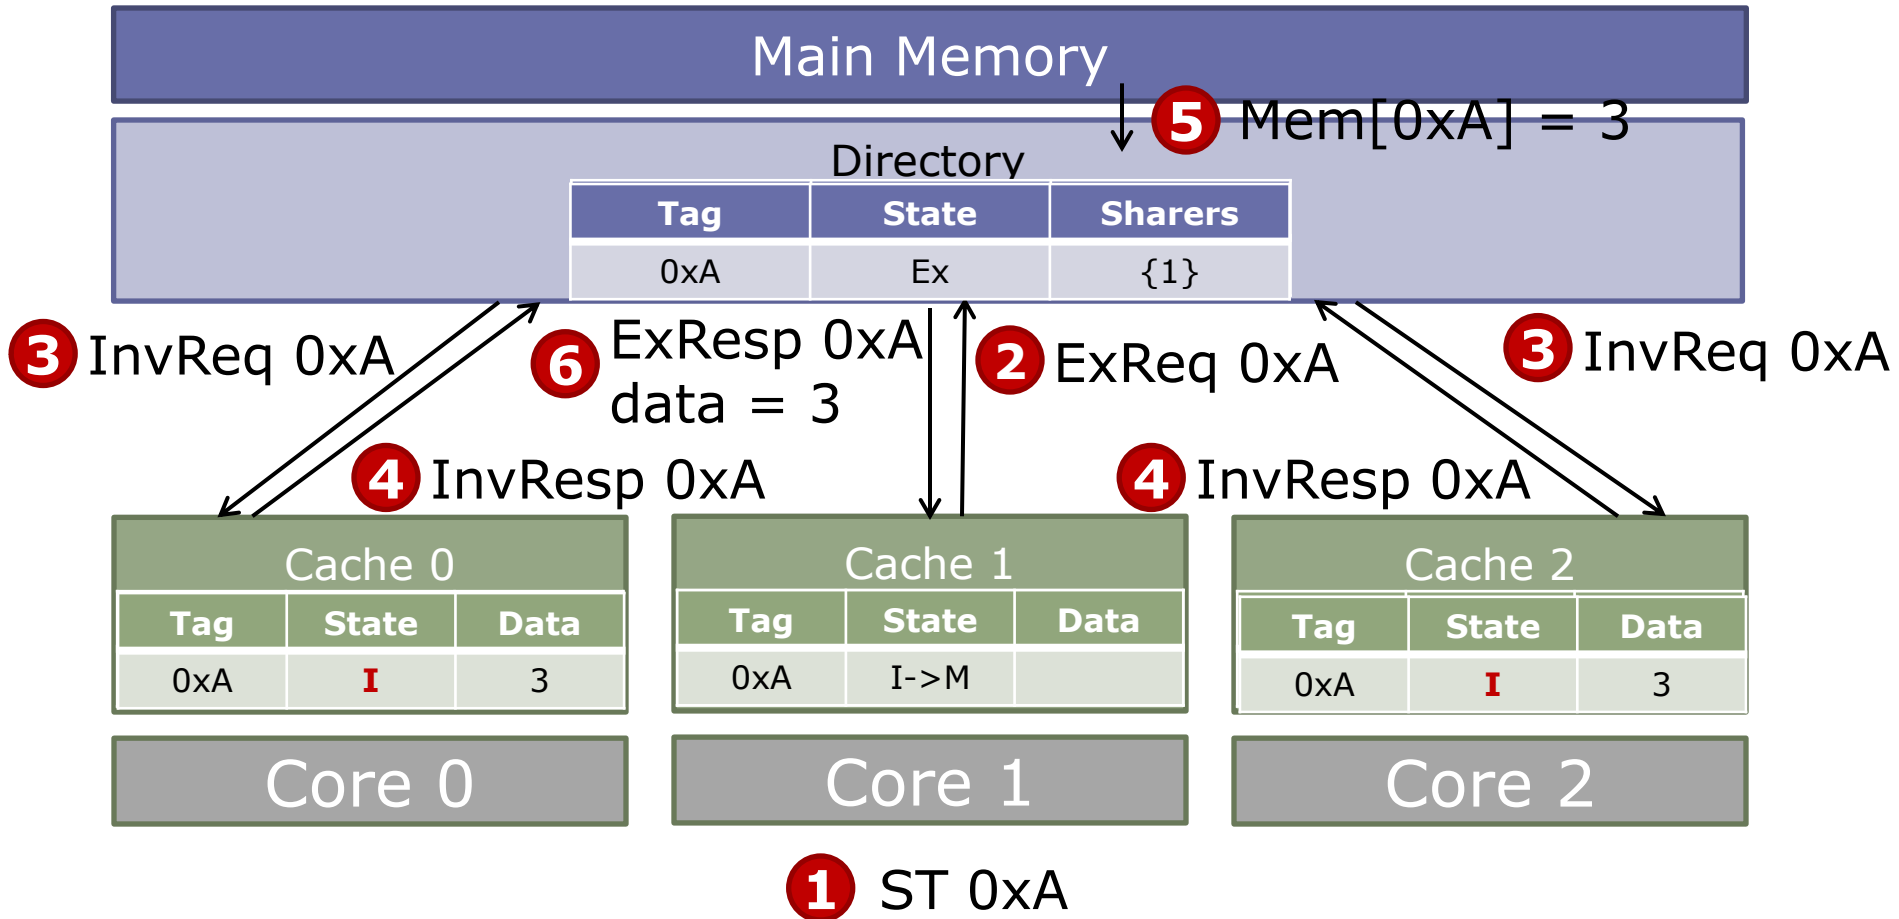 Main Memory
5 Mem[0xA] = 3
Directory
Tag State Sharers
0xA Ex {1}
3 InvReq 0xA
6 ExResp 0xA
data = 3
2 ExReq 0xA
3 InvReq 0xA
4 InvResp 0xA
4 InvResp 0xA
Cache 0
Tag State Data
0xA I 3
Cache 1
Tag State Data
0xA I->M
Cache 2
Tag State Data
0xA I 3
Core 0
Core 1
Core 2
1 ST 0xA